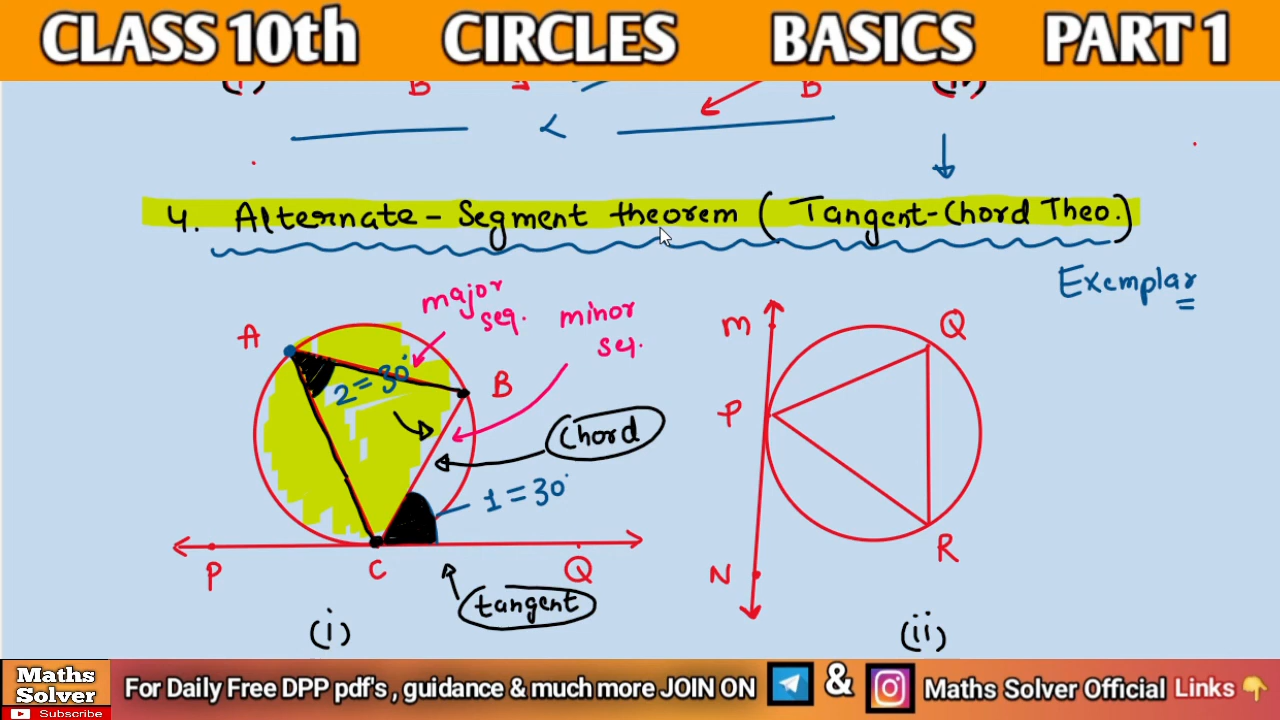 CLASS 10th CIRCLES BASICS PART 1
B B
<
4. Alternate - Segment theorem ( Tangent-Chord Theo.)
Exemplar
major
seg.
minor
seg.
A
2 = 30°
B
chord
1 = 30°
P C Q
tangent
(i)
M
Q
P
R
N
(ii)
Maths
Solver
Subscribe
For Daily Free DPP pdf's , guidance & much more JOIN ON & Maths Solver Official Links 👇